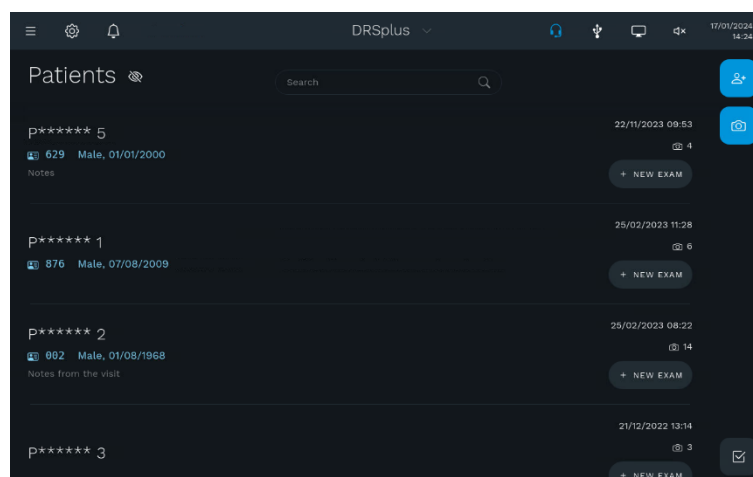 DRSplus
17/01/2024
14:24
Patients
Search
P****** 5
22/11/2023 09:53
4
629 Male, 01/01/2000
Notes
+ NEW EXAM
25/02/2023 11:28
P****** 1
6
876 Male, 07/08/2009
+ NEW EXAM
25/02/2023 08:22
P****** 2
14
002 Male, 01/08/1968
Notes from the visit
+ NEW EXAM
21/12/2022 13:14
P****** 3
3
+ NEW EXAM